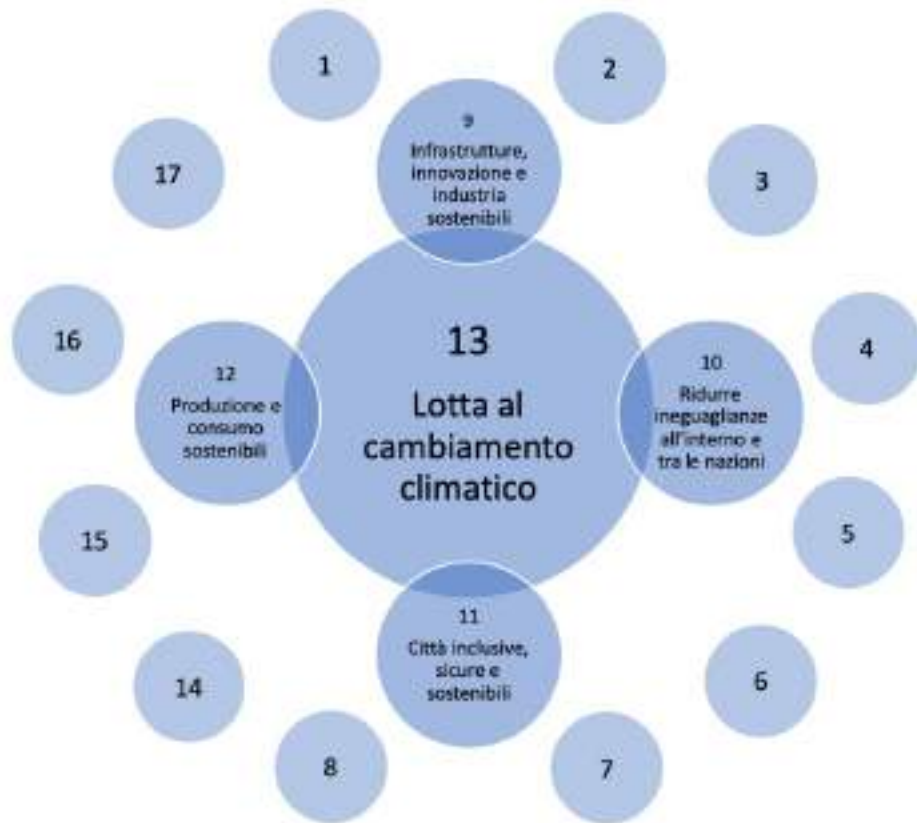 1
2
9
Infrastrutture,
innovazione e
industria
sostenibili
17
3
16
4
13
Lotta al
cambiamento
climatico
12
Produzione e
consumo
sostenibili
10
Ridurre
ineguaglianze
all'interno e
tra le nazioni
15
5
11
Città inclusive,
sicure e
sostenibili
14
6
8
7